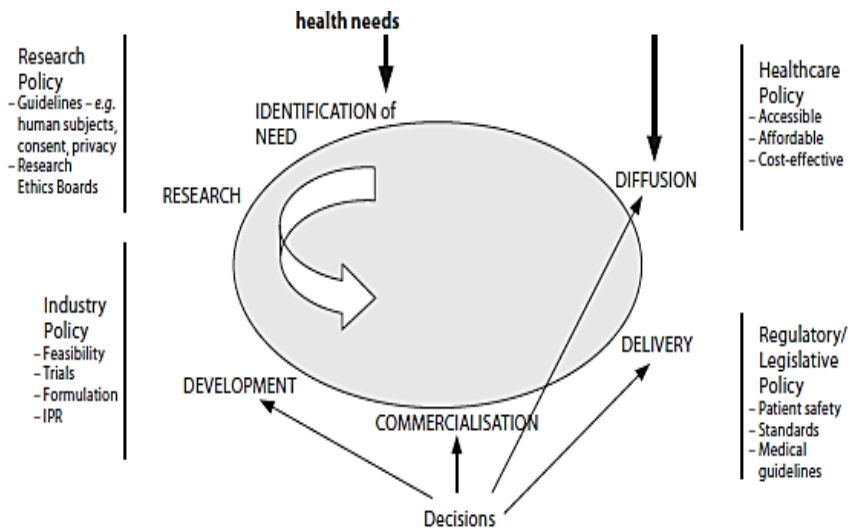 health needs
Research
Policy
– Guidelines – e.g.
human subjects,
consent, privacy
– Research
Ethics Boards
IDENTIFICATION of
NEED
RESEARCH
Healthcare
Policy
– Accessible
– Affordable
– Cost-effective
DIFFUSION
Industry
Policy
– Feasibility
– Trials
– Formulation
– IPR
DEVELOPMENT
COMMERCIALISATION
DELIVERY
Regulatory/
Legislative
Policy
– Patient safety
– Standards
– Medical
guidelines
Decisions